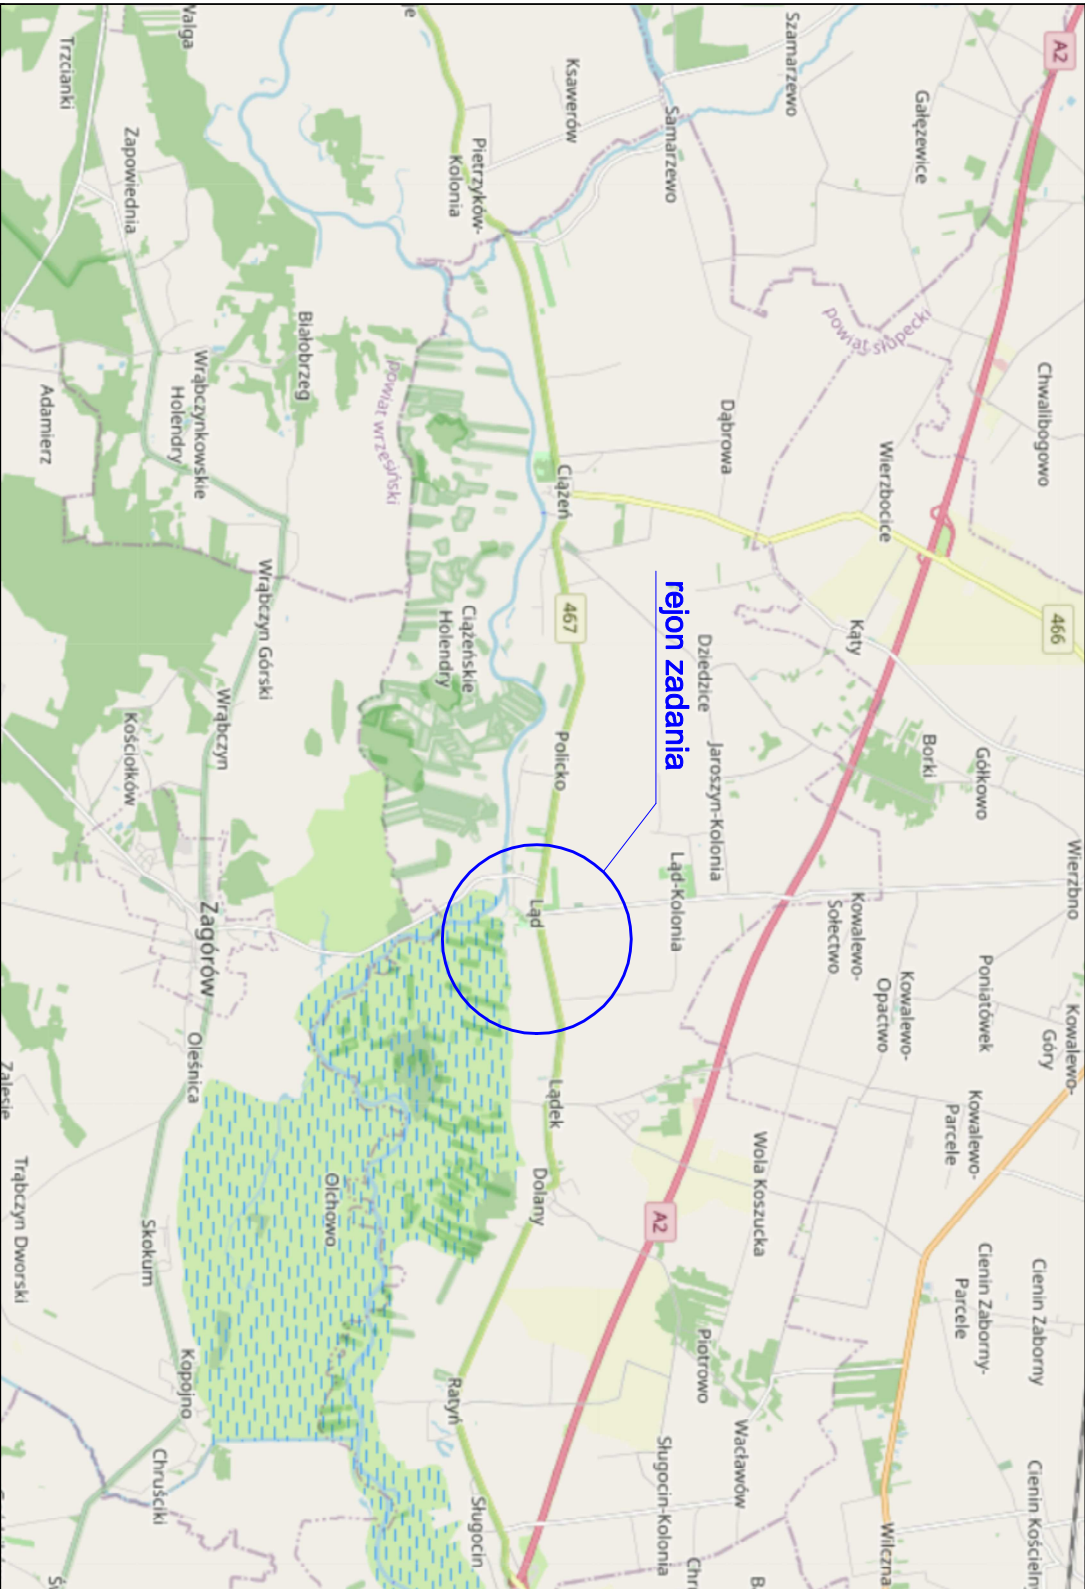 A2
Szamarzewo
Gałęzewice
Ksawerów
Samarzewo
Walga
Trzcianki
Zapowiednia
Pietrzyków-
Kolonia
powiat słupecki
Chwalibogowo
Białobrzeg
Wrąbczynkowskie
Holendry
Adamierz
powiat wrzesiński
Dąbrowa
Wierzbocice
Ciążeń
466
467
Kąty
rejon zadania
Dziedzice
Ciążeńskie
Holendry
Wrąbczyn Górski
Wrąbczyn
Kościołków
Policko
Jaroszyn-Kolonia
Borki
Gółkowo
Wierzbno
Ląd-Kolonia
Ląd
Kowalewo-
Sołectwo
Zagórów
Kowalewo-
Opactwo
Poniatówek
Kowalewo-
Góry
Oleśnica
Zalesie
Lądek
Kowalewo-
Parcele
Wola Koszucka
Dolany
A2
Olchowo
Trąbczyn Dworski
Skokum
Cienin Zaborny-
Parcele
Cienin Zaborny
Piotrowo
Kopojno
Ratyń
Wacławów
Chruściki
Sługocin-Kolonia
Sługocin
Wilczna
Cienin Kościeln
Chr